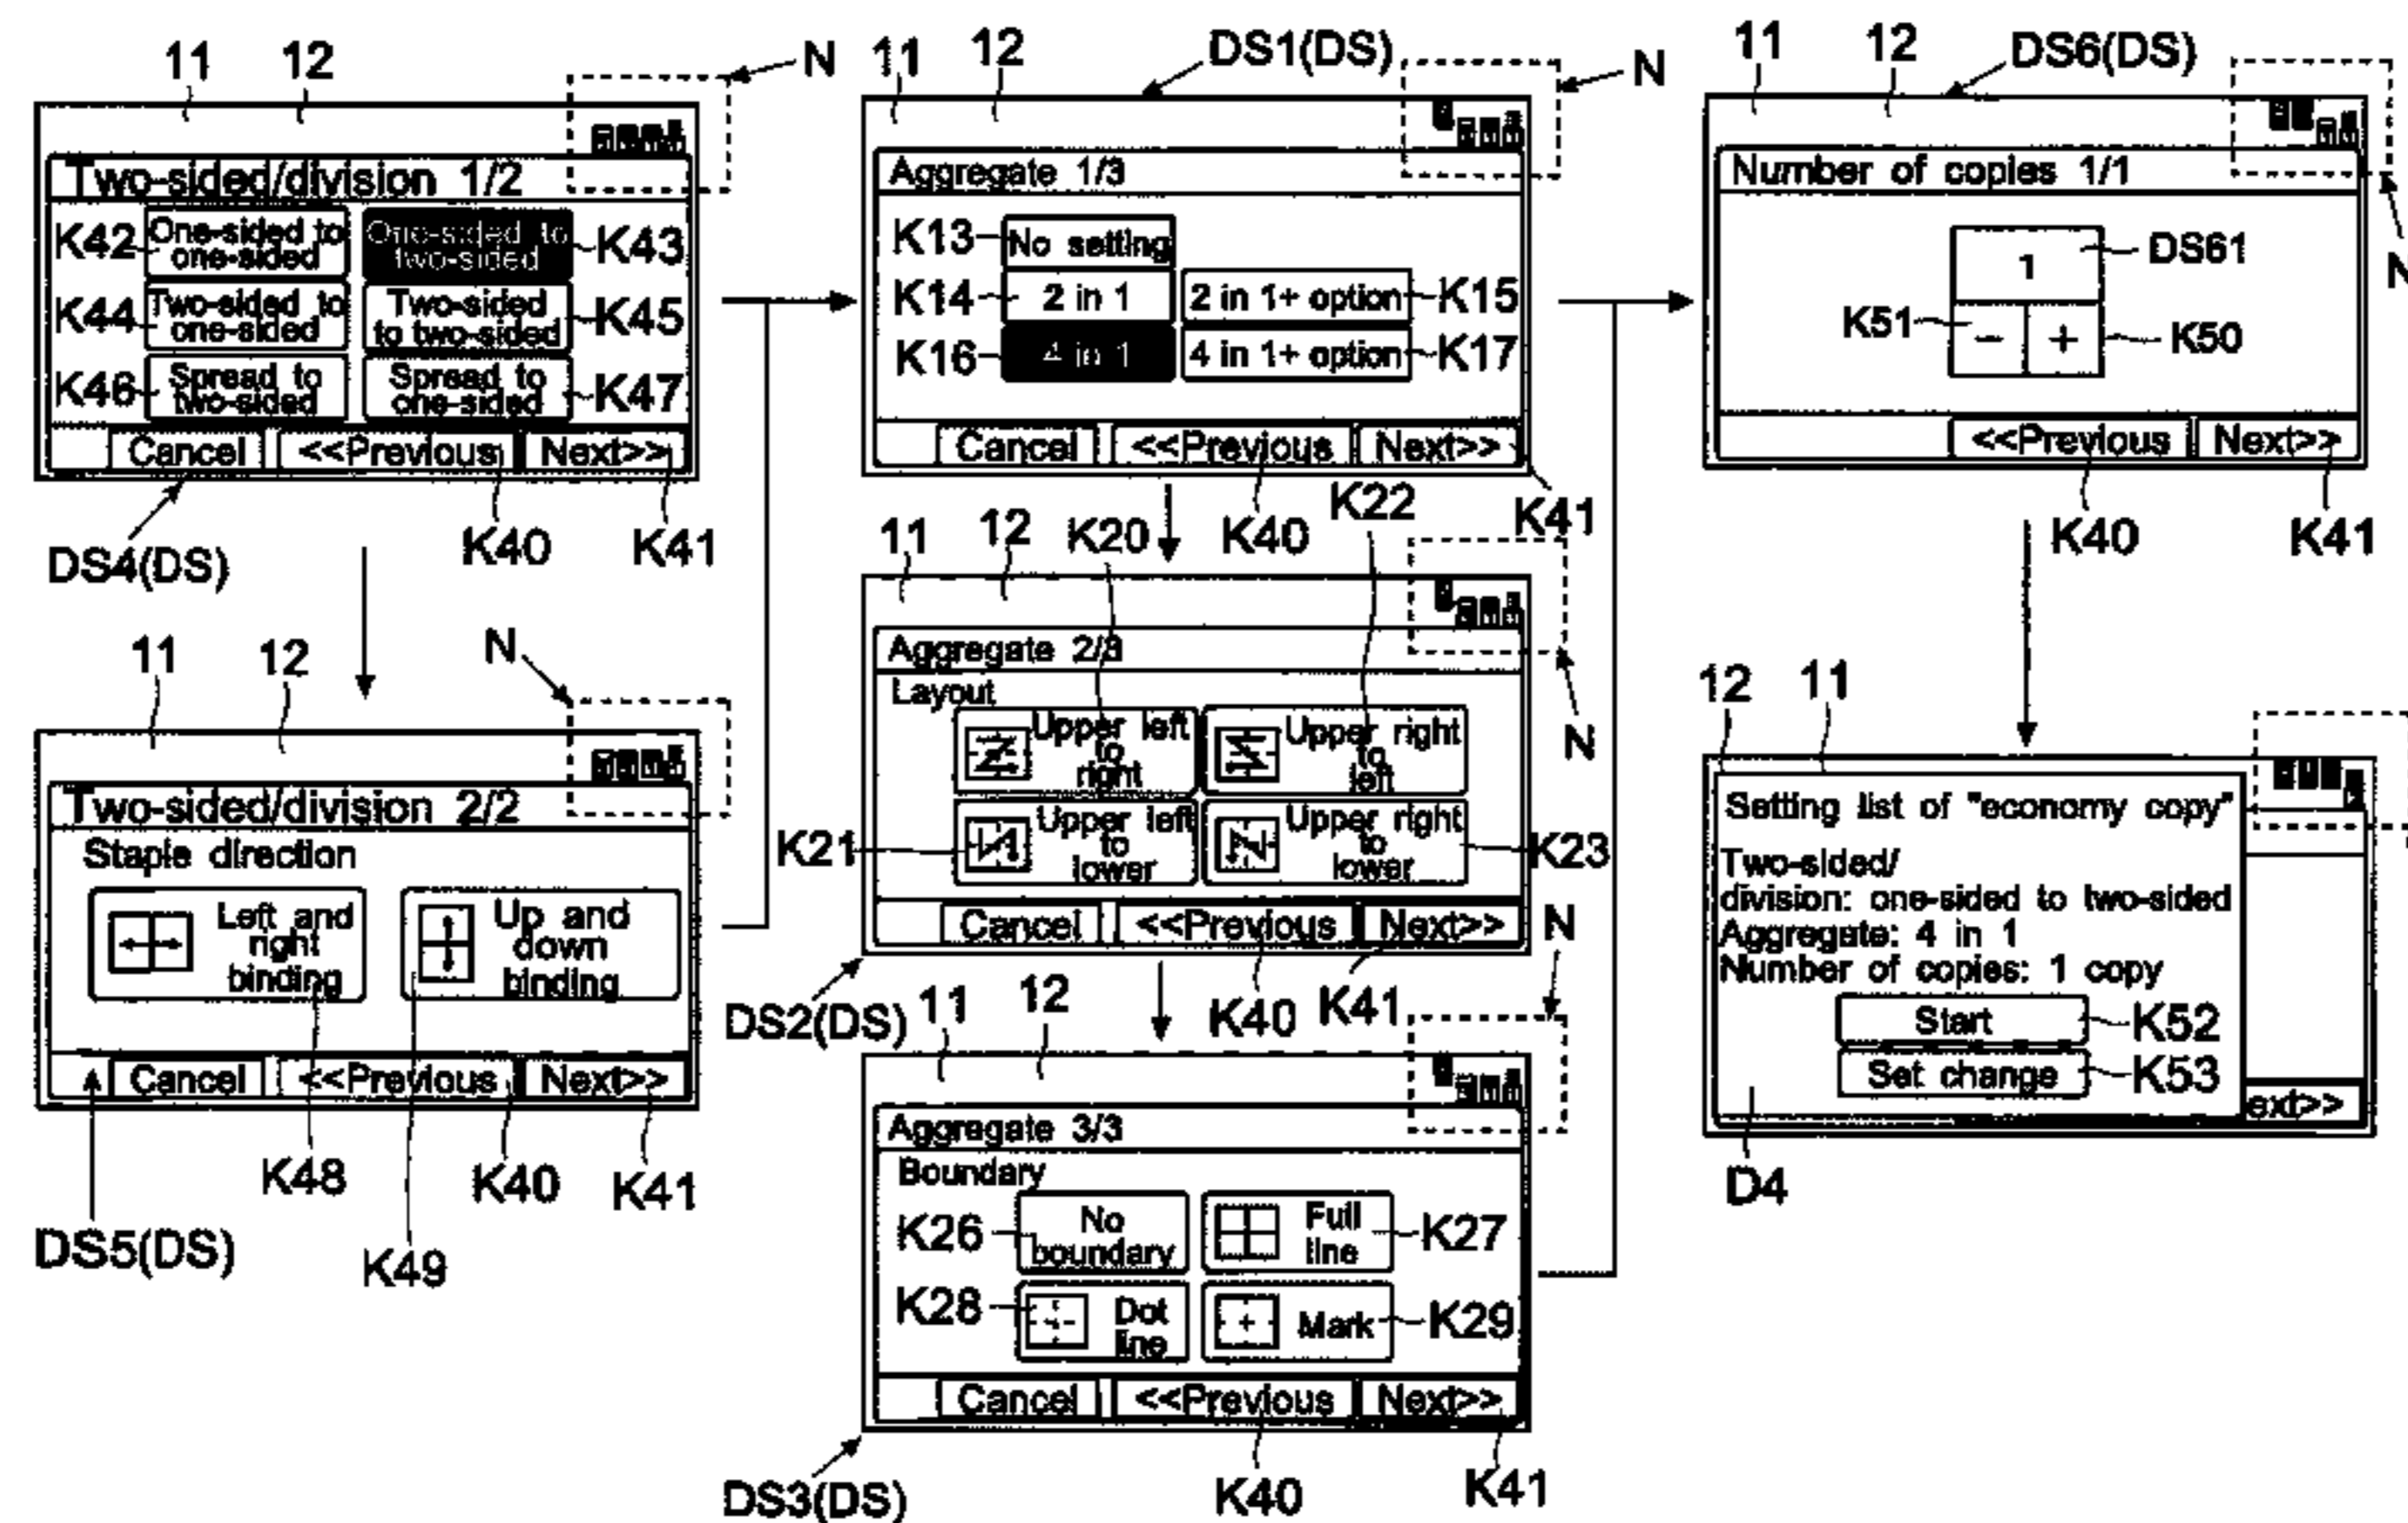 11 12 N
Two-sided/division 1/2
K42 One-sided to
one-sided
One-sided to
two-sided K43
K44 Two-sided to
one-sided
Two-sided
to two-sided K45
K46 Spread to
two-sided
Spread to
one-sided K47
Cancel <<Previous Next>>
DS4(DS) K40 K41
11 12 N
Two-sided/division 2/2
Staple direction
Left and
right
binding
Up and
down
binding
Cancel <<Previous Next>>
DS5(DS) K48 K49 K40 K41
11 12 DS1(DS) N
Aggregate 1/3
K13 No setting
K14 2 in 1 2 in 1+ option K15
K16 4 in 1 4 in 1+ option K17
Cancel <<Previous Next>>
K40 K41
11 12 K20 K22
Aggregate 2/3
N
Layout
Upper left
to
right
Upper right
to
left
K21 Upper left
to
lower
Upper right
to
lower K23
Cancel <<Previous Next>>
DS2(DS) K40 K41
11 12 N
Aggregate 3/3
Boundary
K26 No
boundary
Full
line K27
K28 Dot
line
Mark K29
Cancel <<Previous Next>>
DS3(DS) K40 K41
11 12 DS6(DS)
Number of copies 1/1
N
1 DS61
K51 - + K50
<<Previous Next>>
K40 K41
12 11
Setting list of "economy copy"
Two-sided/
division: one-sided to two-sided
Aggregate: 4 in 1
Number of copies: 1 copy
Start K52
Set change K53
ext>>
D4